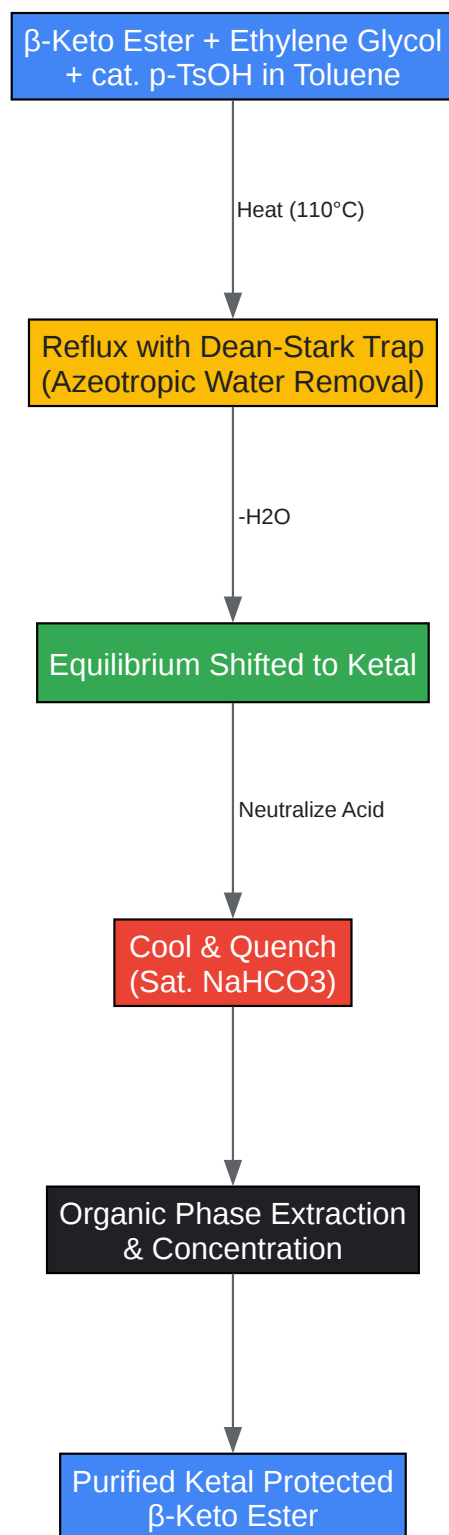 β-Keto Ester + Ethylene Glycol
+ cat. p-TsOH in Toluene
Heat (110°C)
Reflux with Dean-Stark Trap
(Azeotropic Water Removal)
-H2O
Equilibrium Shifted to Ketal
Neutralize Acid
Cool & Quench
(Sat. NaHCO3)
Organic Phase Extraction
& Concentration
Purified Ketal Protected
β-Keto Ester